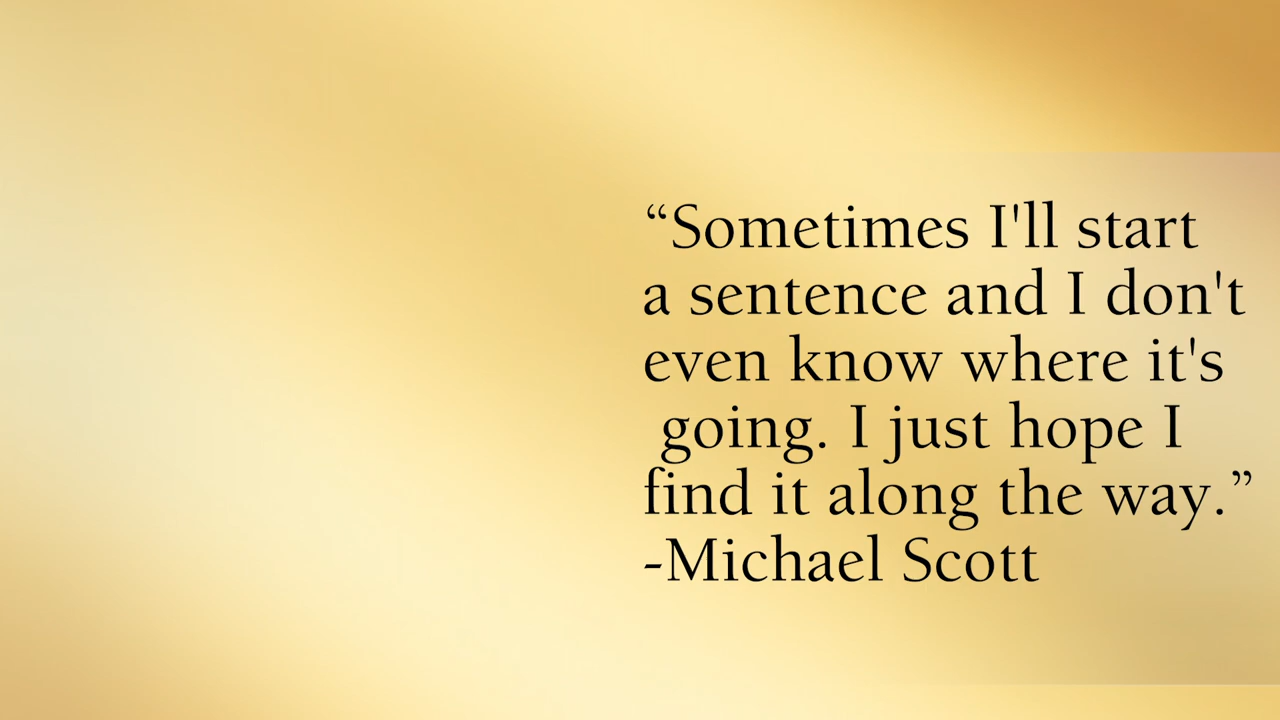 “Sometimes I'll start
a sentence and I don't
even know where it's
going. I just hope I
find it along the way.”
-Michael Scott